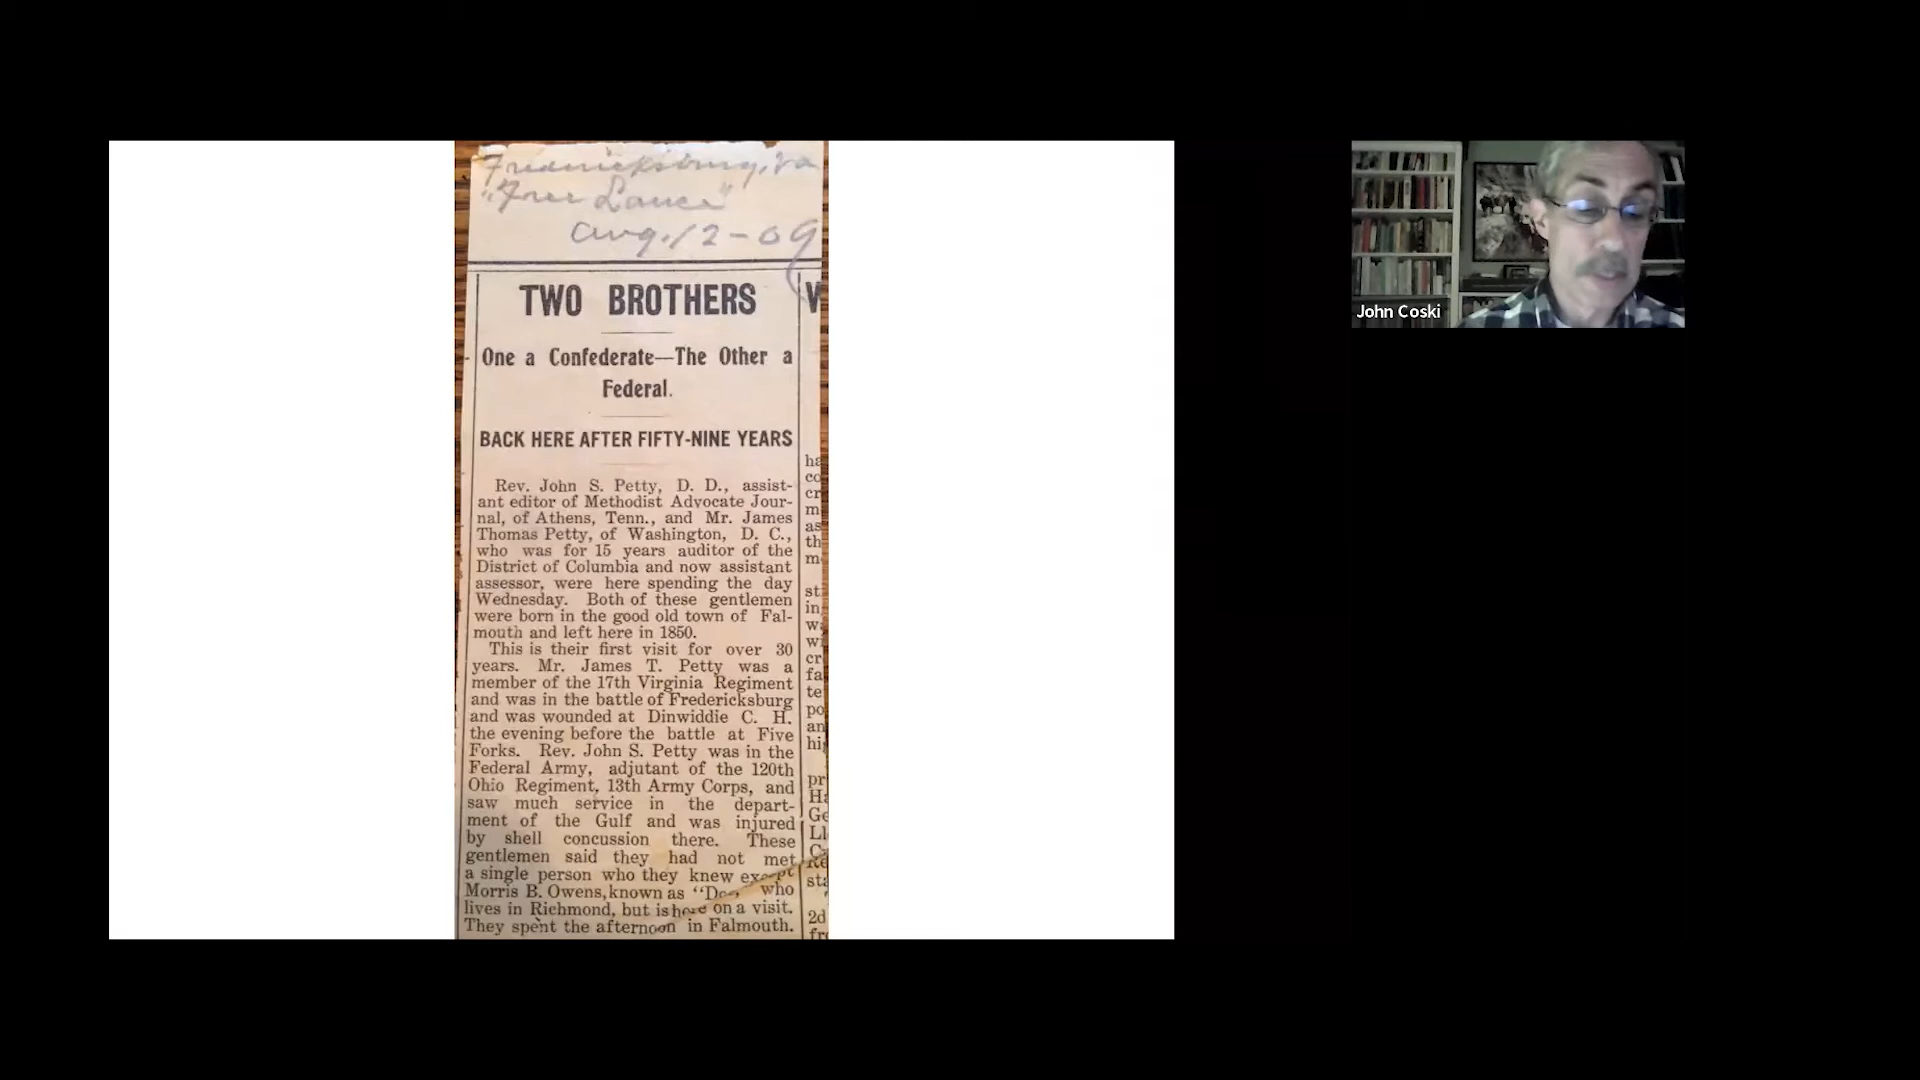 Fredericksburg, Va
"Free Lance"
Aug. 12-09
TWO BROTHERS
One a Confederate—The Other a
Federal.
BACK HERE AFTER FIFTY-NINE YEARS
Rev. John S. Petty, D. D., assist-
ant editor of Methodist Advocate Jour-
nal, of Athens, Tenn., and Mr. James
Thomas Petty, of Washington, D. C.,
who was for 15 years auditor of the
District of Columbia and now assistant
assessor, were here spending the day
Wednesday. Both of these gentlemen
were born in the good old town of Fal-
mouth and left here in 1850.
This is their first visit for over 30
years. Mr. James T. Petty was a
member of the 17th Virginia Regiment
and was in the battle of Fredericksburg
and was wounded at Dinwiddie C. H.
the evening before the battle at Five
Forks. Rev. John S. Petty was in the
Federal Army, adjutant of the 120th
Ohio Regiment, 13th Army Corps, and
saw much service in the depart-
ment of the Gulf and was injured
by shell concussion there. These
gentlemen said they had not met
a single person who they knew except
Morris B. Owens, known as who
lives in Richmond, but is here on a visit.
They spent the afternoon in Falmouth.
John Coski